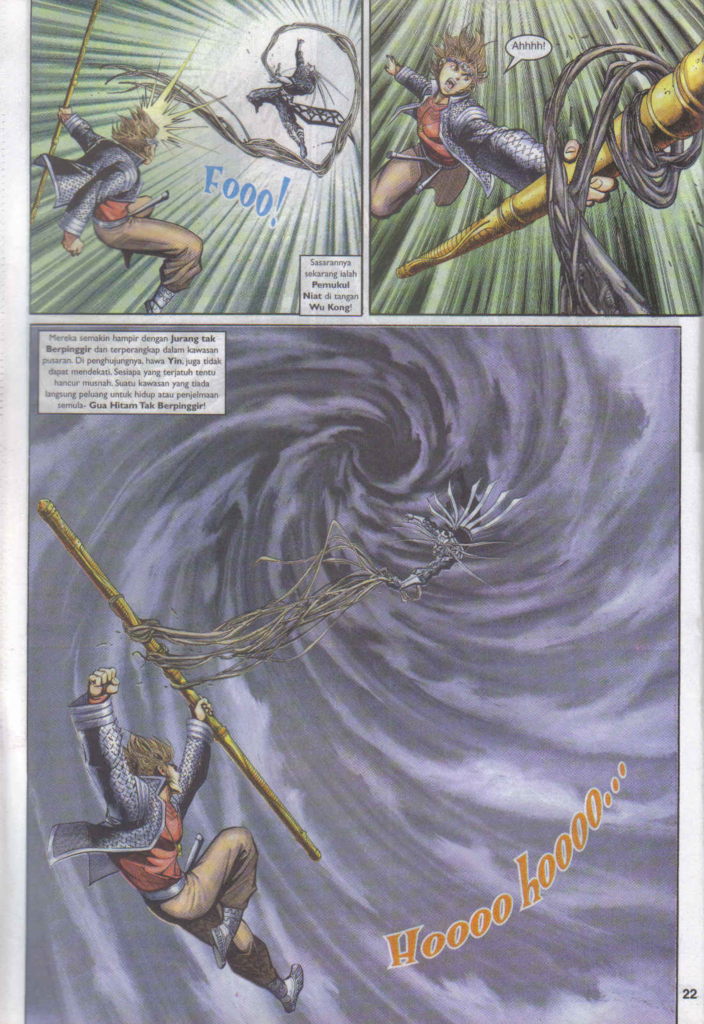 Fooo!
Sasarannya
sekarang ialah
Pemukul
Niat di tangan
Wu Kong!
Ahhhh!
Mereka semakin hampir dengan Jurang tak
Berpinggir dan terperangkap dalam kawasan
pusaran. Di penghujungnya, hawa Yin, juga tidak
dapat mendekati. Sesiapa yang terjatuh tentu
hancur musnah. Suatu kawasan yang tiada
langsung peluang untuk hidup atau penjelmaan
semula- Gua Hitam Tak Berpinggir!
Hoooo hoooo...
22